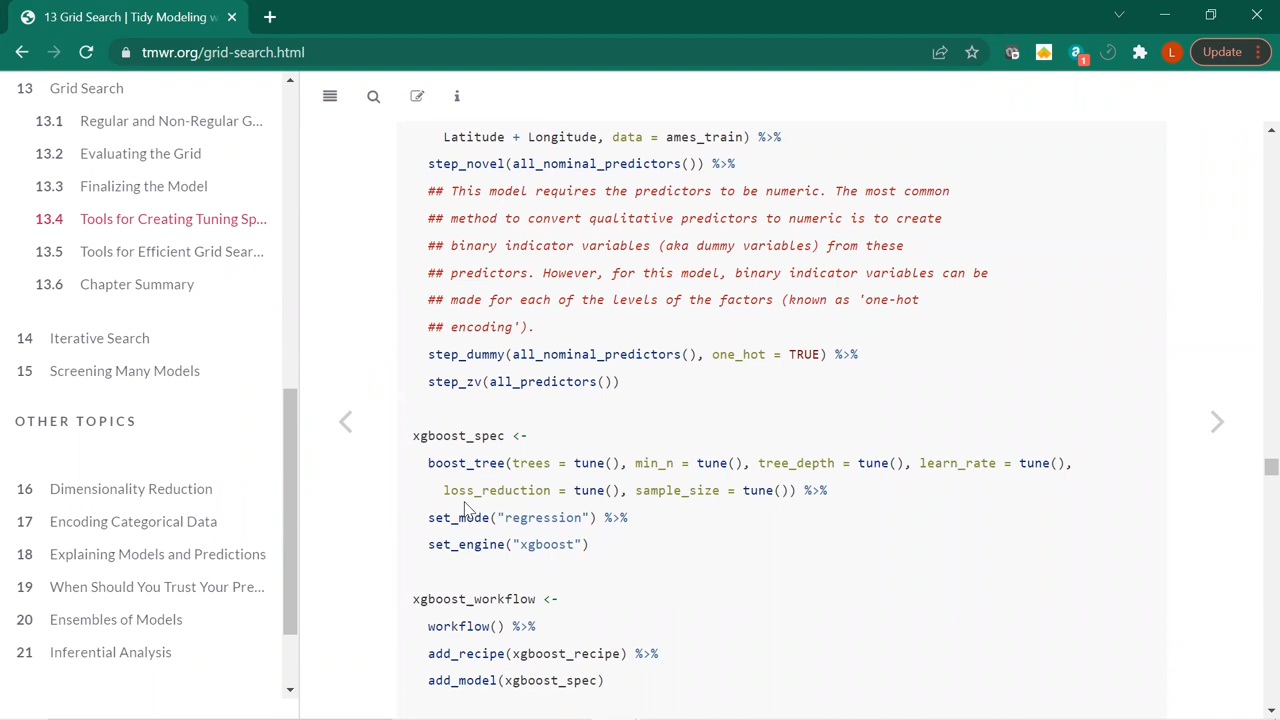 13 Grid Search | Tidy Modeling w
tmwr.org/grid-search.html
1
L
Update
13 Grid Search
13.1 Regular and Non-Regular G...
13.2 Evaluating the Grid
13.3 Finalizing the Model
13.4 Tools for Creating Tuning Sp...
13.5 Tools for Efficient Grid Sear...
13.6 Chapter Summary
14 Iterative Search
15 Screening Many Models
OTHER TOPICS
16 Dimensionality Reduction
17 Encoding Categorical Data
18 Explaining Models and Predictions
19 When Should You Trust Your Pre...
20 Ensembles of Models
21 Inferential Analysis
Latitude + Longitude, data = ames_train) %>%
step_novel(all_nominal_predictors()) %>%
## This model requires the predictors to be numeric. The most common
## method to convert qualitative predictors to numeric is to create
## binary indicator variables (aka dummy variables) from these
## predictors. However, for this model, binary indicator variables can be
## made for each of the levels of the factors (known as 'one-hot
## encoding').
step_dummy(all_nominal_predictors(), one_hot = TRUE) %>%
step_zv(all_predictors())
xgboost_spec <-
boost_tree(trees = tune(), min_n = tune(), tree_depth = tune(), learn_rate = tune(),
loss_reduction = tune(), sample_size = tune()) %>%
set_mode("regression") %>%
set_engine("xgboost")
xgboost_workflow <-
workflow() %>%
add_recipe(xgboost_recipe) %>%
add_model(xgboost_spec)